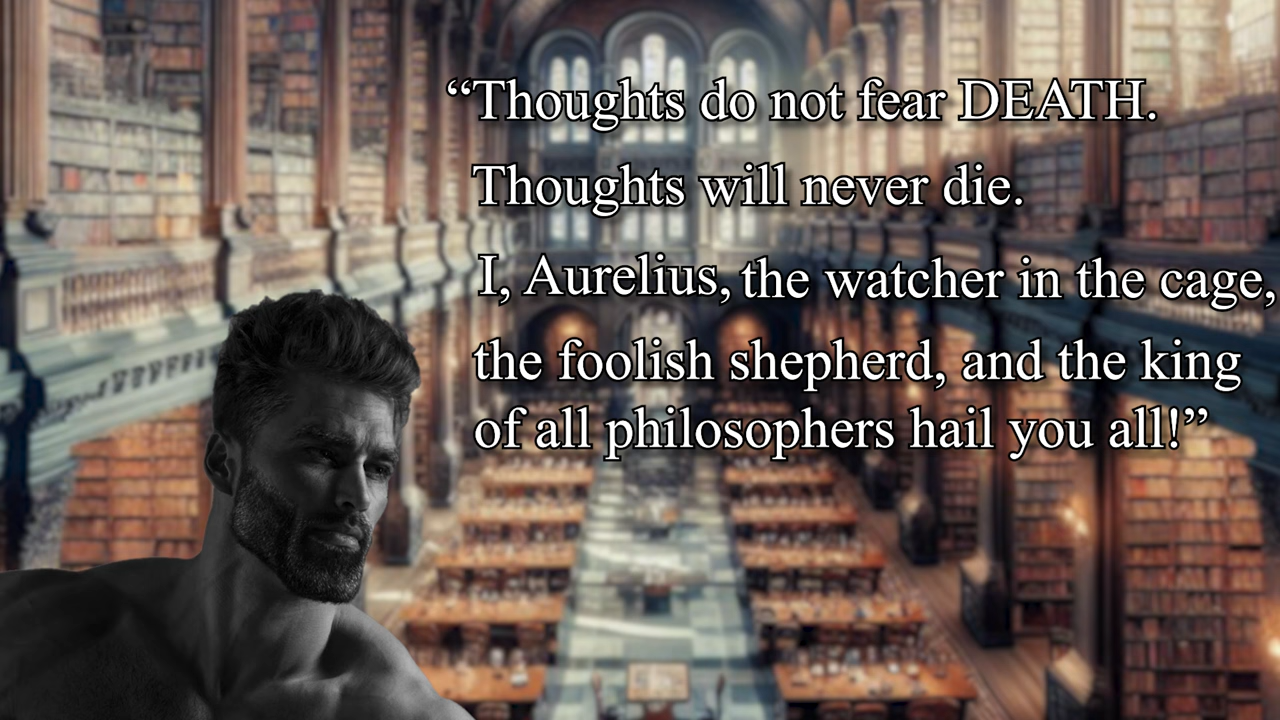 “Thoughts do not fear DEATH.
Thoughts will never die.
I, Aurelius, the watcher in the cage,
the foolish shepherd, and the king
of all philosophers hail you all!”